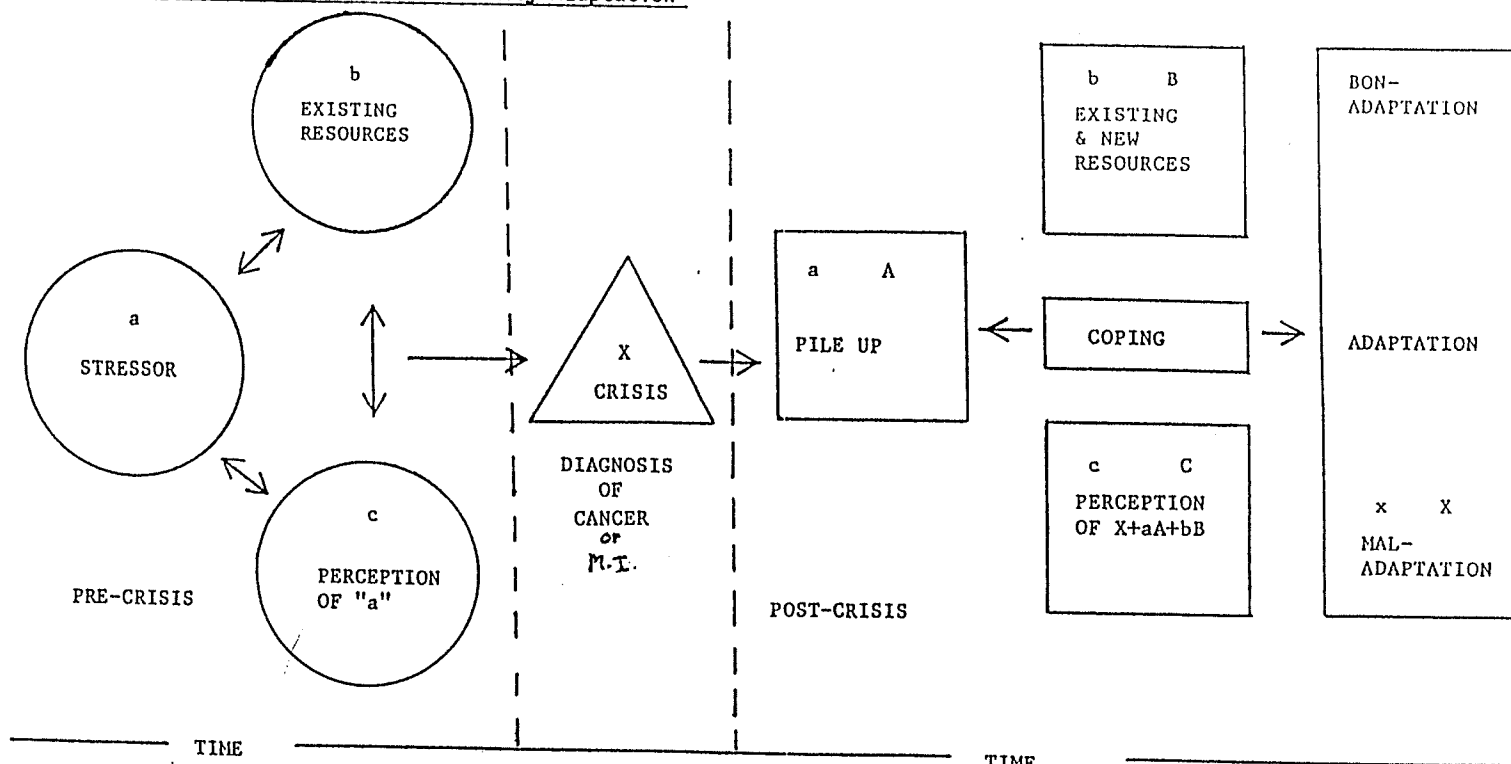 b
EXISTING
RESOURCES
a
STRESSOR
c
PERCEPTION
OF "a"
PRE-CRISIS
X
CRISIS
DIAGNOSIS
OF
CANCER
or
M.I.
a A
PILE UP
POST-CRISIS
b B
EXISTING
& NEW
RESOURCES
COPING
c C
PERCEPTION
OF X+aA+bB
BON-
ADAPTATION
ADAPTATION
x X
MAL-
ADAPTATION
TIME
TIME